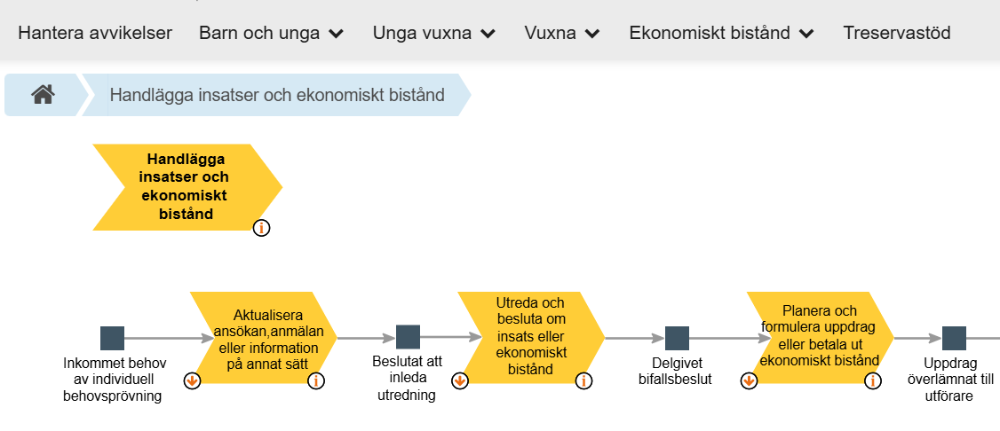 Hantera avvikelser Barn och unga Unga vuxna Vuxna Ekonomiskt bistånd Treservastöd
Handlägga insatser och ekonomiskt bistånd
Handlägga
insatser och
ekonomiskt
bistånd
i
Inkommet behov
av individuell
behovsprövning
Aktualisera
ansökan,anmälan
eller information
på annat sätt
i
Beslutat att
inleda
utredning
Utreda och
besluta om
insats eller
ekonomiskt
bistånd
i
Delgivet
bifallsbeslut
Planera och
formulera uppdrag
eller betala ut
ekonomiskt bistånd
i
Uppdrag
överlämnat till
utförare